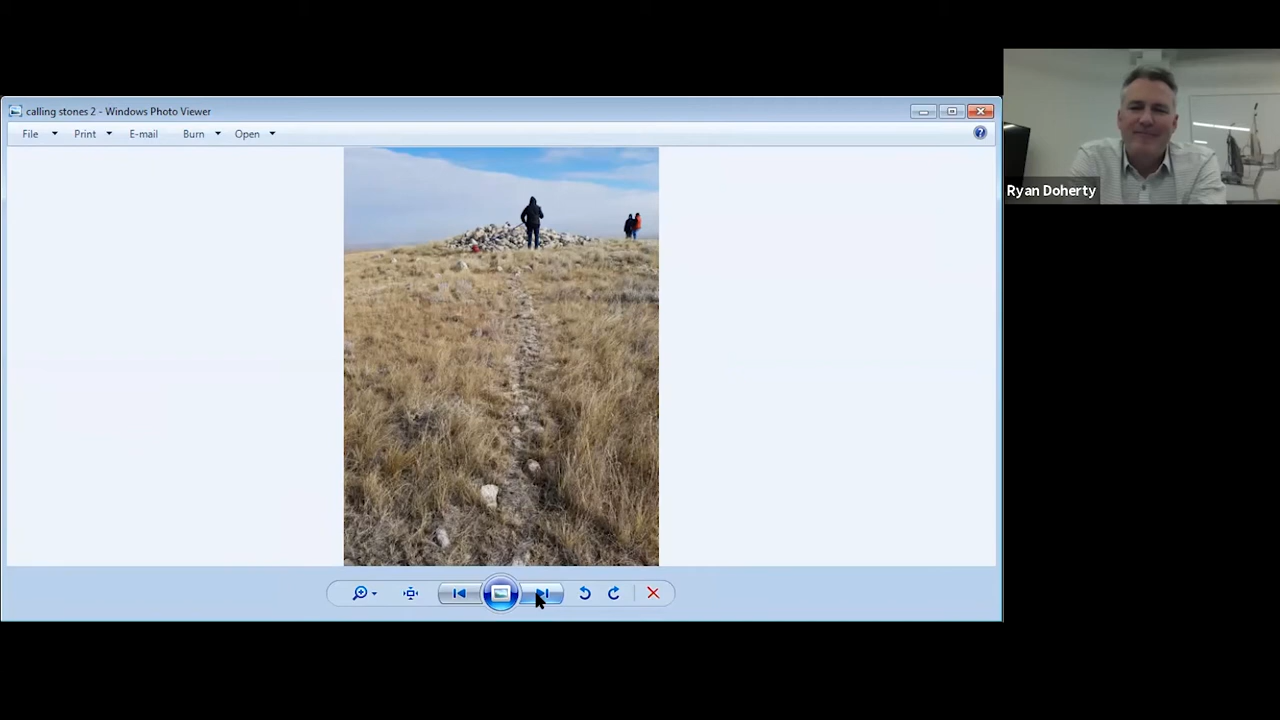 calling stones 2 - Windows Photo Viewer
File Print E-mail Burn Open
Ryan Doherty